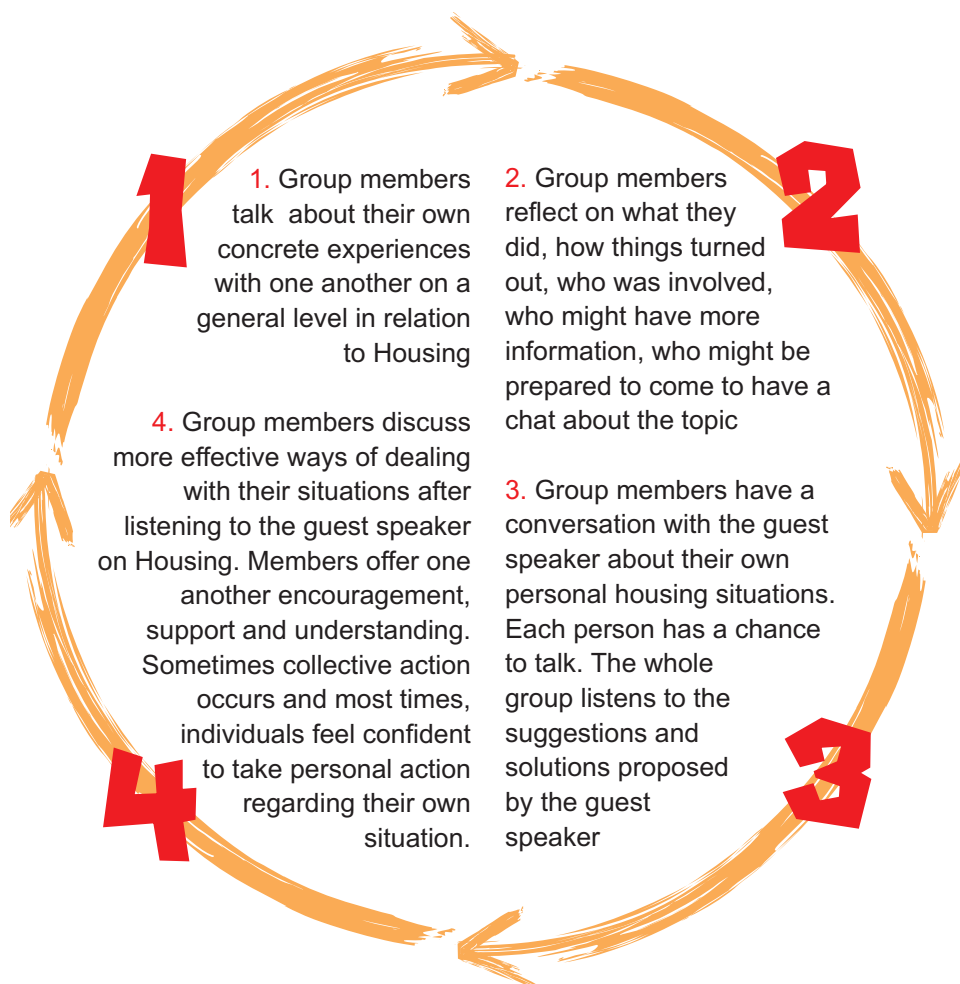 1
1. Group members
talk about their own
concrete experiences
with one another on a
general level in relation
to Housing
2
2. Group members
reflect on what they
did, how things turned
out, who was involved,
who might have more
information, who might be
prepared to come to have a
chat about the topic
3. Group members have a
conversation with the guest
speaker about their own
personal housing situations.
Each person has a chance
to talk. The whole
group listens to the
suggestions and
solutions proposed
by the guest
speaker
3
4. Group members discuss
more effective ways of dealing
with their situations after
listening to the guest speaker
on Housing. Members offer one
another encouragement,
support and understanding.
Sometimes collective action
occurs and most times,
individuals feel confident
to take personal action
regarding their own
situation.
4